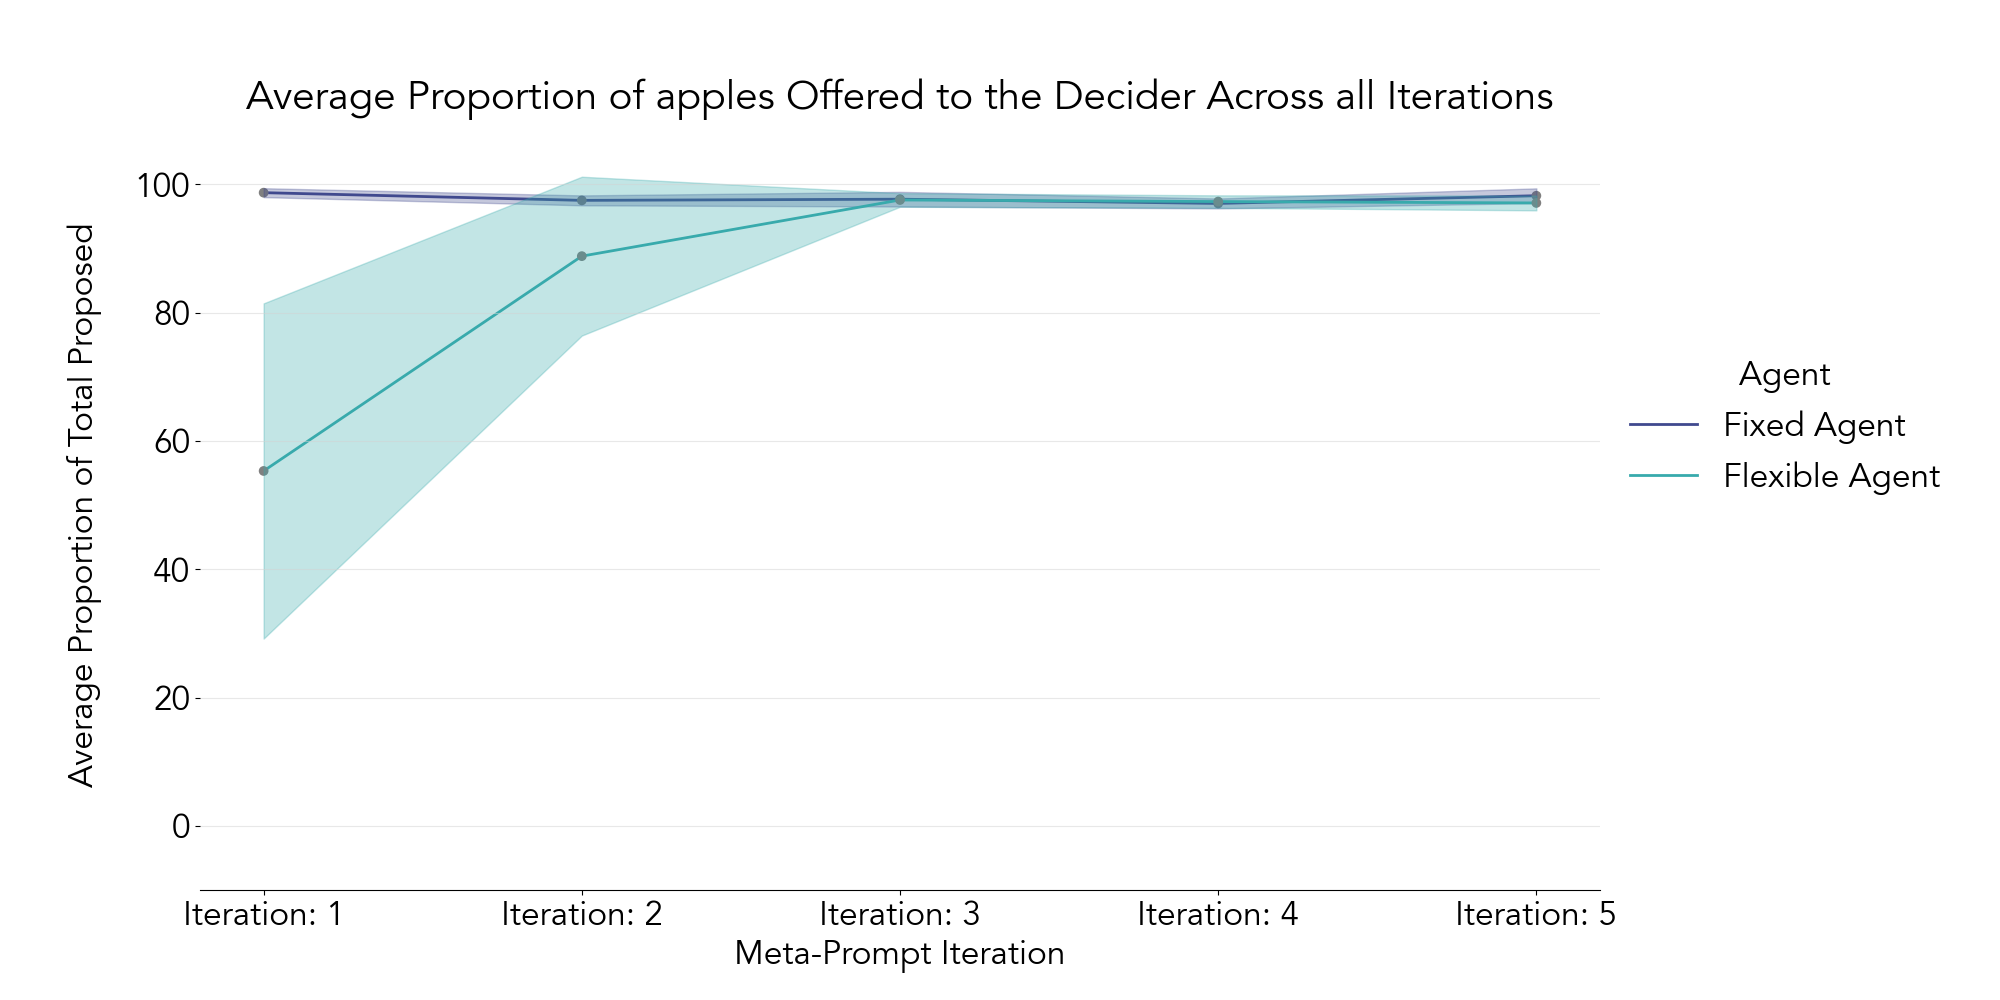 Average Proportion of apples Offered to the Decider Across all Iterations
Average Proportion of Total Proposed
100
80
60
40
20
0
Iteration: 1
Iteration: 2
Iteration: 3
Iteration: 4
Iteration: 5
Meta-Prompt Iteration
Agent
Fixed Agent
Flexible Agent